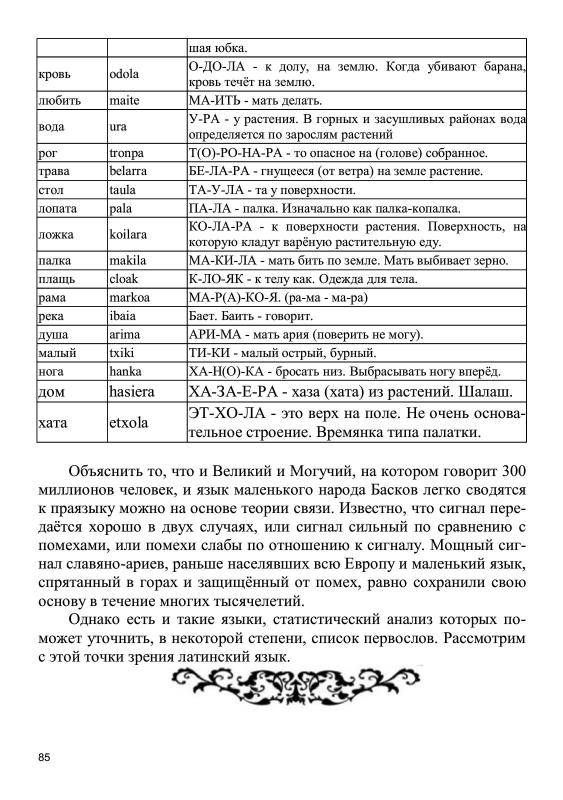 шая юбка.
кровь odola О-ДО-ЛА - к долу, на землю. Когда убивают барана,
кровь течёт на землю.
любить maite МА-ИТЬ - мать делать.
вода ura У-РА - у растения. В горных и засушливых районах вода
определяется по зарослям растений
рог tronpa Т(О)-РО-НА-РА - то опасное на (голове) собранное.
трава belarra БЕ-ЛА-РА - гнущееся (от ветра) на земле растение.
стол taula ТА-У-ЛА - та у поверхности.
лопата pala ПА-ЛА - палка. Изначально как палка-копалка.
ложка koilara КО-ЛА-РА - к поверхности растения. Поверхность, на
которую кладут варёную растительную еду.
палка makila МА-КИ-ЛА - мать бить по земле. Мать выбивает зерно.
плащь cloak К-ЛО-ЯК - к телу как. Одежда для тела.
рама markoa МА-Р(А)-КО-Я. (ра-ма - ма-ра)
река ibaia Бает. Баить - говорит.
душа arima АРИ-МА - мать ария (поверить не могу).
малый txiki ТИ-КИ - малый острый, бурный.
нога hanka ХА-Н(О)-КА - бросать низ. Выбрасывать ногу вперёд.
дом hasiera ХА-ЗА-Е-РА - хаза (хата) из растений. Шалаш.
хата etxola ЭТ-ХО-ЛА - это верх на поле. Не очень основа-
тельное строение. Времянка типа палатки.
Объяснить то, что и Великий и Могучий, на котором говорит 300
миллионов человек, и язык маленького народа Басков легко сводятся
к праязыку можно на основе теории связи. Известно, что сигнал пере-
даётся хорошо в двух случаях, или сигнал сильный по сравнению с
помехами, или помехи слабы по отношению к сигналу. Мощный сиг-
нал славяно-ариев, раньше населявших всю Европу и маленький язык,
спрятанный в горах и защищённый от помех, равно сохранили свою
основу в течение многих тысячелетий.
Однако есть и такие языки, статистический анализ которых по-
может уточнить, в некоторой степени, список первослов. Рассмотрим
с этой точки зрения латинский язык.
85